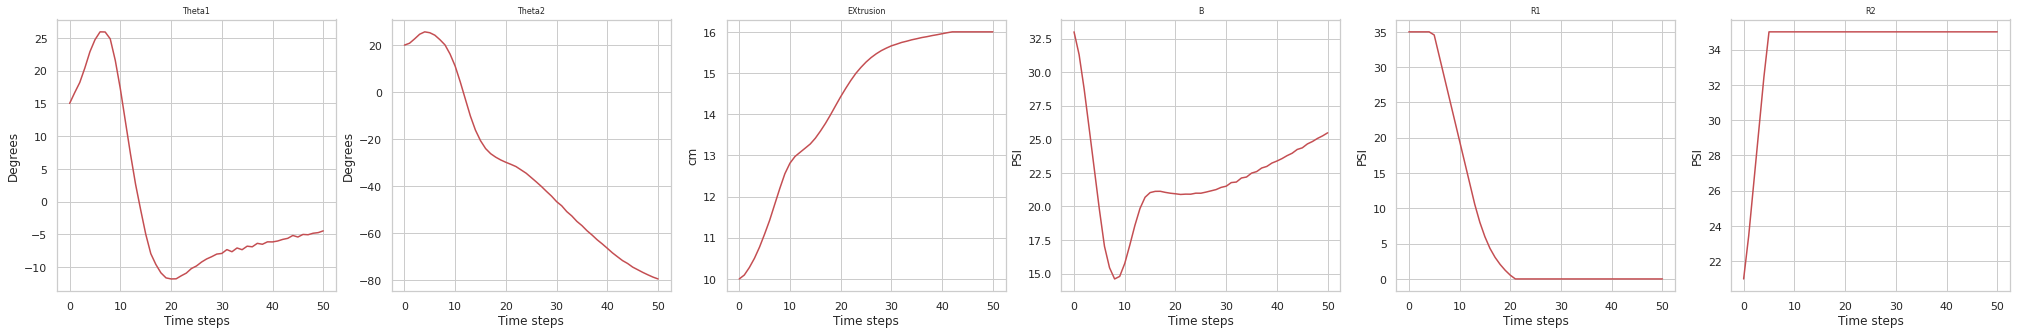 Theta1
Degrees
25
20
15
10
5
0
−5
−10
0 10 20 30 40 50
Time steps
Theta2
Degrees
20
0
−20
−40
−60
−80
0 10 20 30 40 50
Time steps
EXtrusion
cm
16
15
14
13
12
11
10
0 10 20 30 40 50
Time steps
B
PSI
32.5
30.0
27.5
25.0
22.5
20.0
17.5
15.0
0 10 20 30 40 50
Time steps
R1
PSI
35
30
25
20
15
10
5
0
0 10 20 30 40 50
Time steps
R2
PSI
34
32
30
28
26
24
22
0 10 20 30 40 50
Time steps